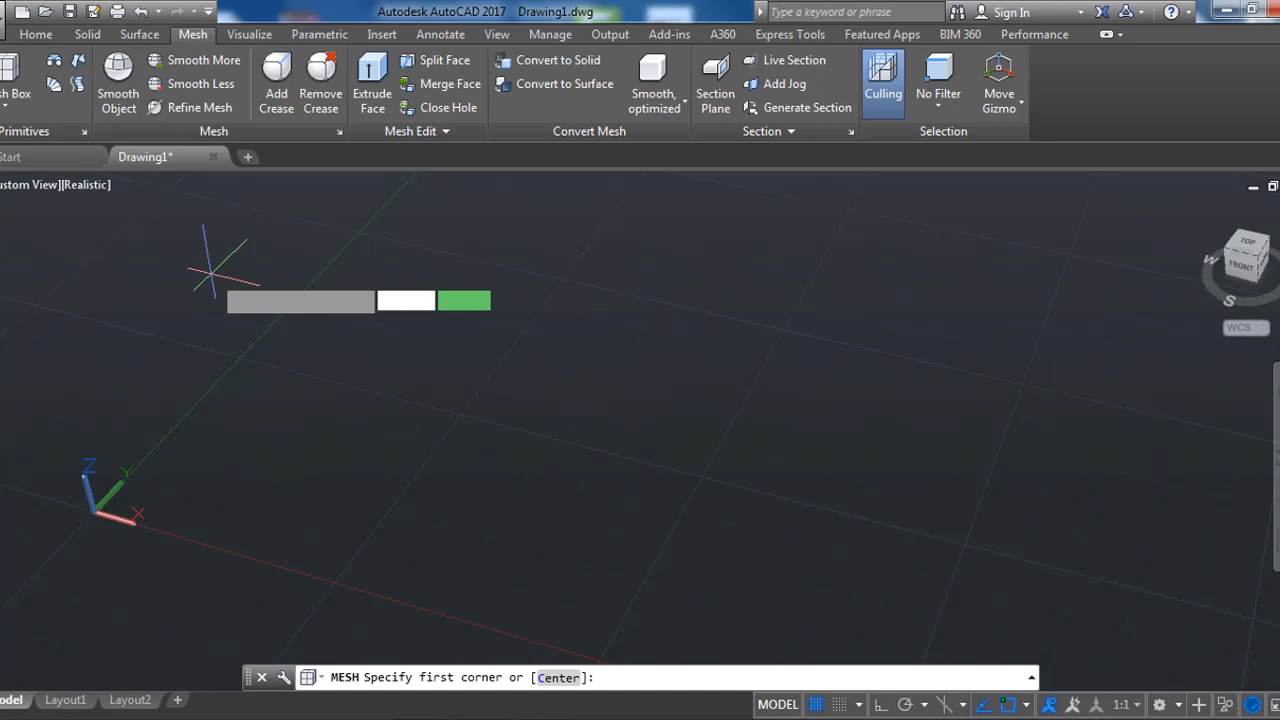 Autodesk AutoCAD 2017 Drawing1.dwg
Type a keyword or phrase
Sign In
Home Solid Surface Mesh Visualize Parametric Insert Annotate View Manage Output Add-ins A360 Express Tools Featured Apps BIM 360 Performance
sh Box
Smooth Object
Smooth More
Smooth Less
Refine Mesh
Add Crease
Remove Crease
Extrude Face
Split Face
Merge Face
Close Hole
Convert to Solid
Convert to Surface
Smooth, optimized
Section Plane
Live Section
Add Jog
Generate Section
Culling
No Filter
Move Gizmo
Primitives Mesh Mesh Edit Convert Mesh Section Selection
Start Drawing1*
ustom View][Realistic]
TOP
FRONT
W
S
WCS
Z
Y
X
MESH Specify first corner or [Center]:
odel Layout1 Layout2
MODEL
1:1